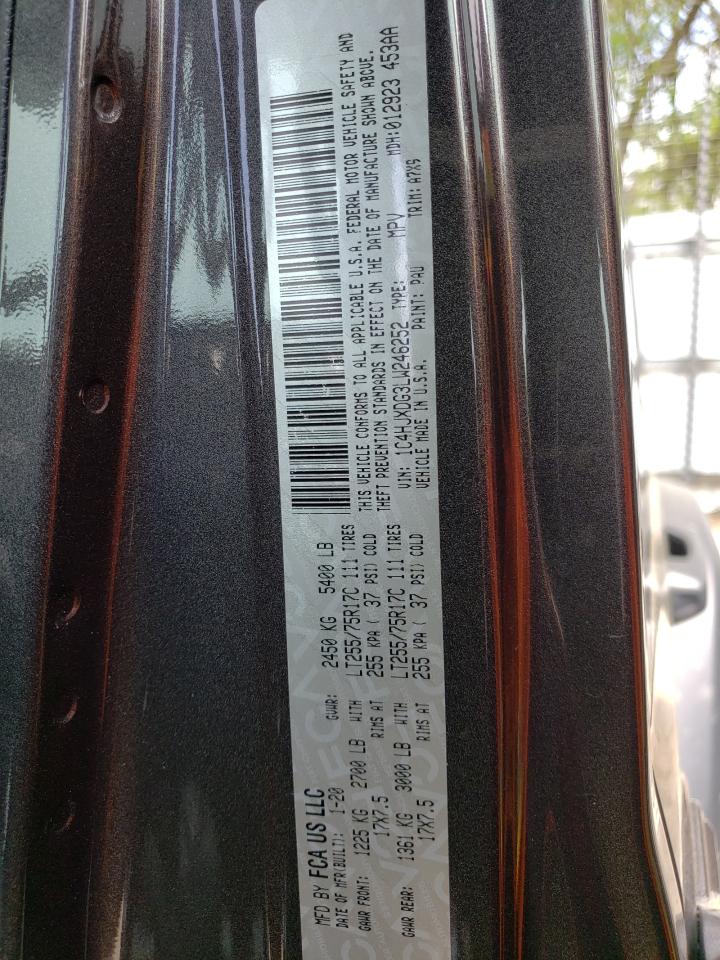 MFD BY FCA US LLC
DATE OF MFR(BUILT): 1-20 GVWR: 2450 KG 5400 LB
GAWR FRONT: 1225 KG 2700 LB WITH LT255/75R17C 111 TIRES
17X7.5 RIMS AT 255 KPA ( 37 PSI) COLD
GAWR REAR: 1361 KG 3000 LB WITH LT255/75R17C 111 TIRES
17X7.5 RIMS AT 255 KPA ( 37 PSI) COLD
THIS VEHICLE CONFORMS TO ALL APPLICABLE U.S.A. FEDERAL MOTOR VEHICLE SAFETY AND
THEFT PREVENTION STANDARDS IN EFFECT ON THE DATE OF MANUFACTURE SHOWN ABOVE.
VIN: 1C4HJXDG3LW246252 TYPE: MPV MDH:012923 453AA
VEHICLE MADE IN U.S.A. PAINT: PAU TRIM: A7X9